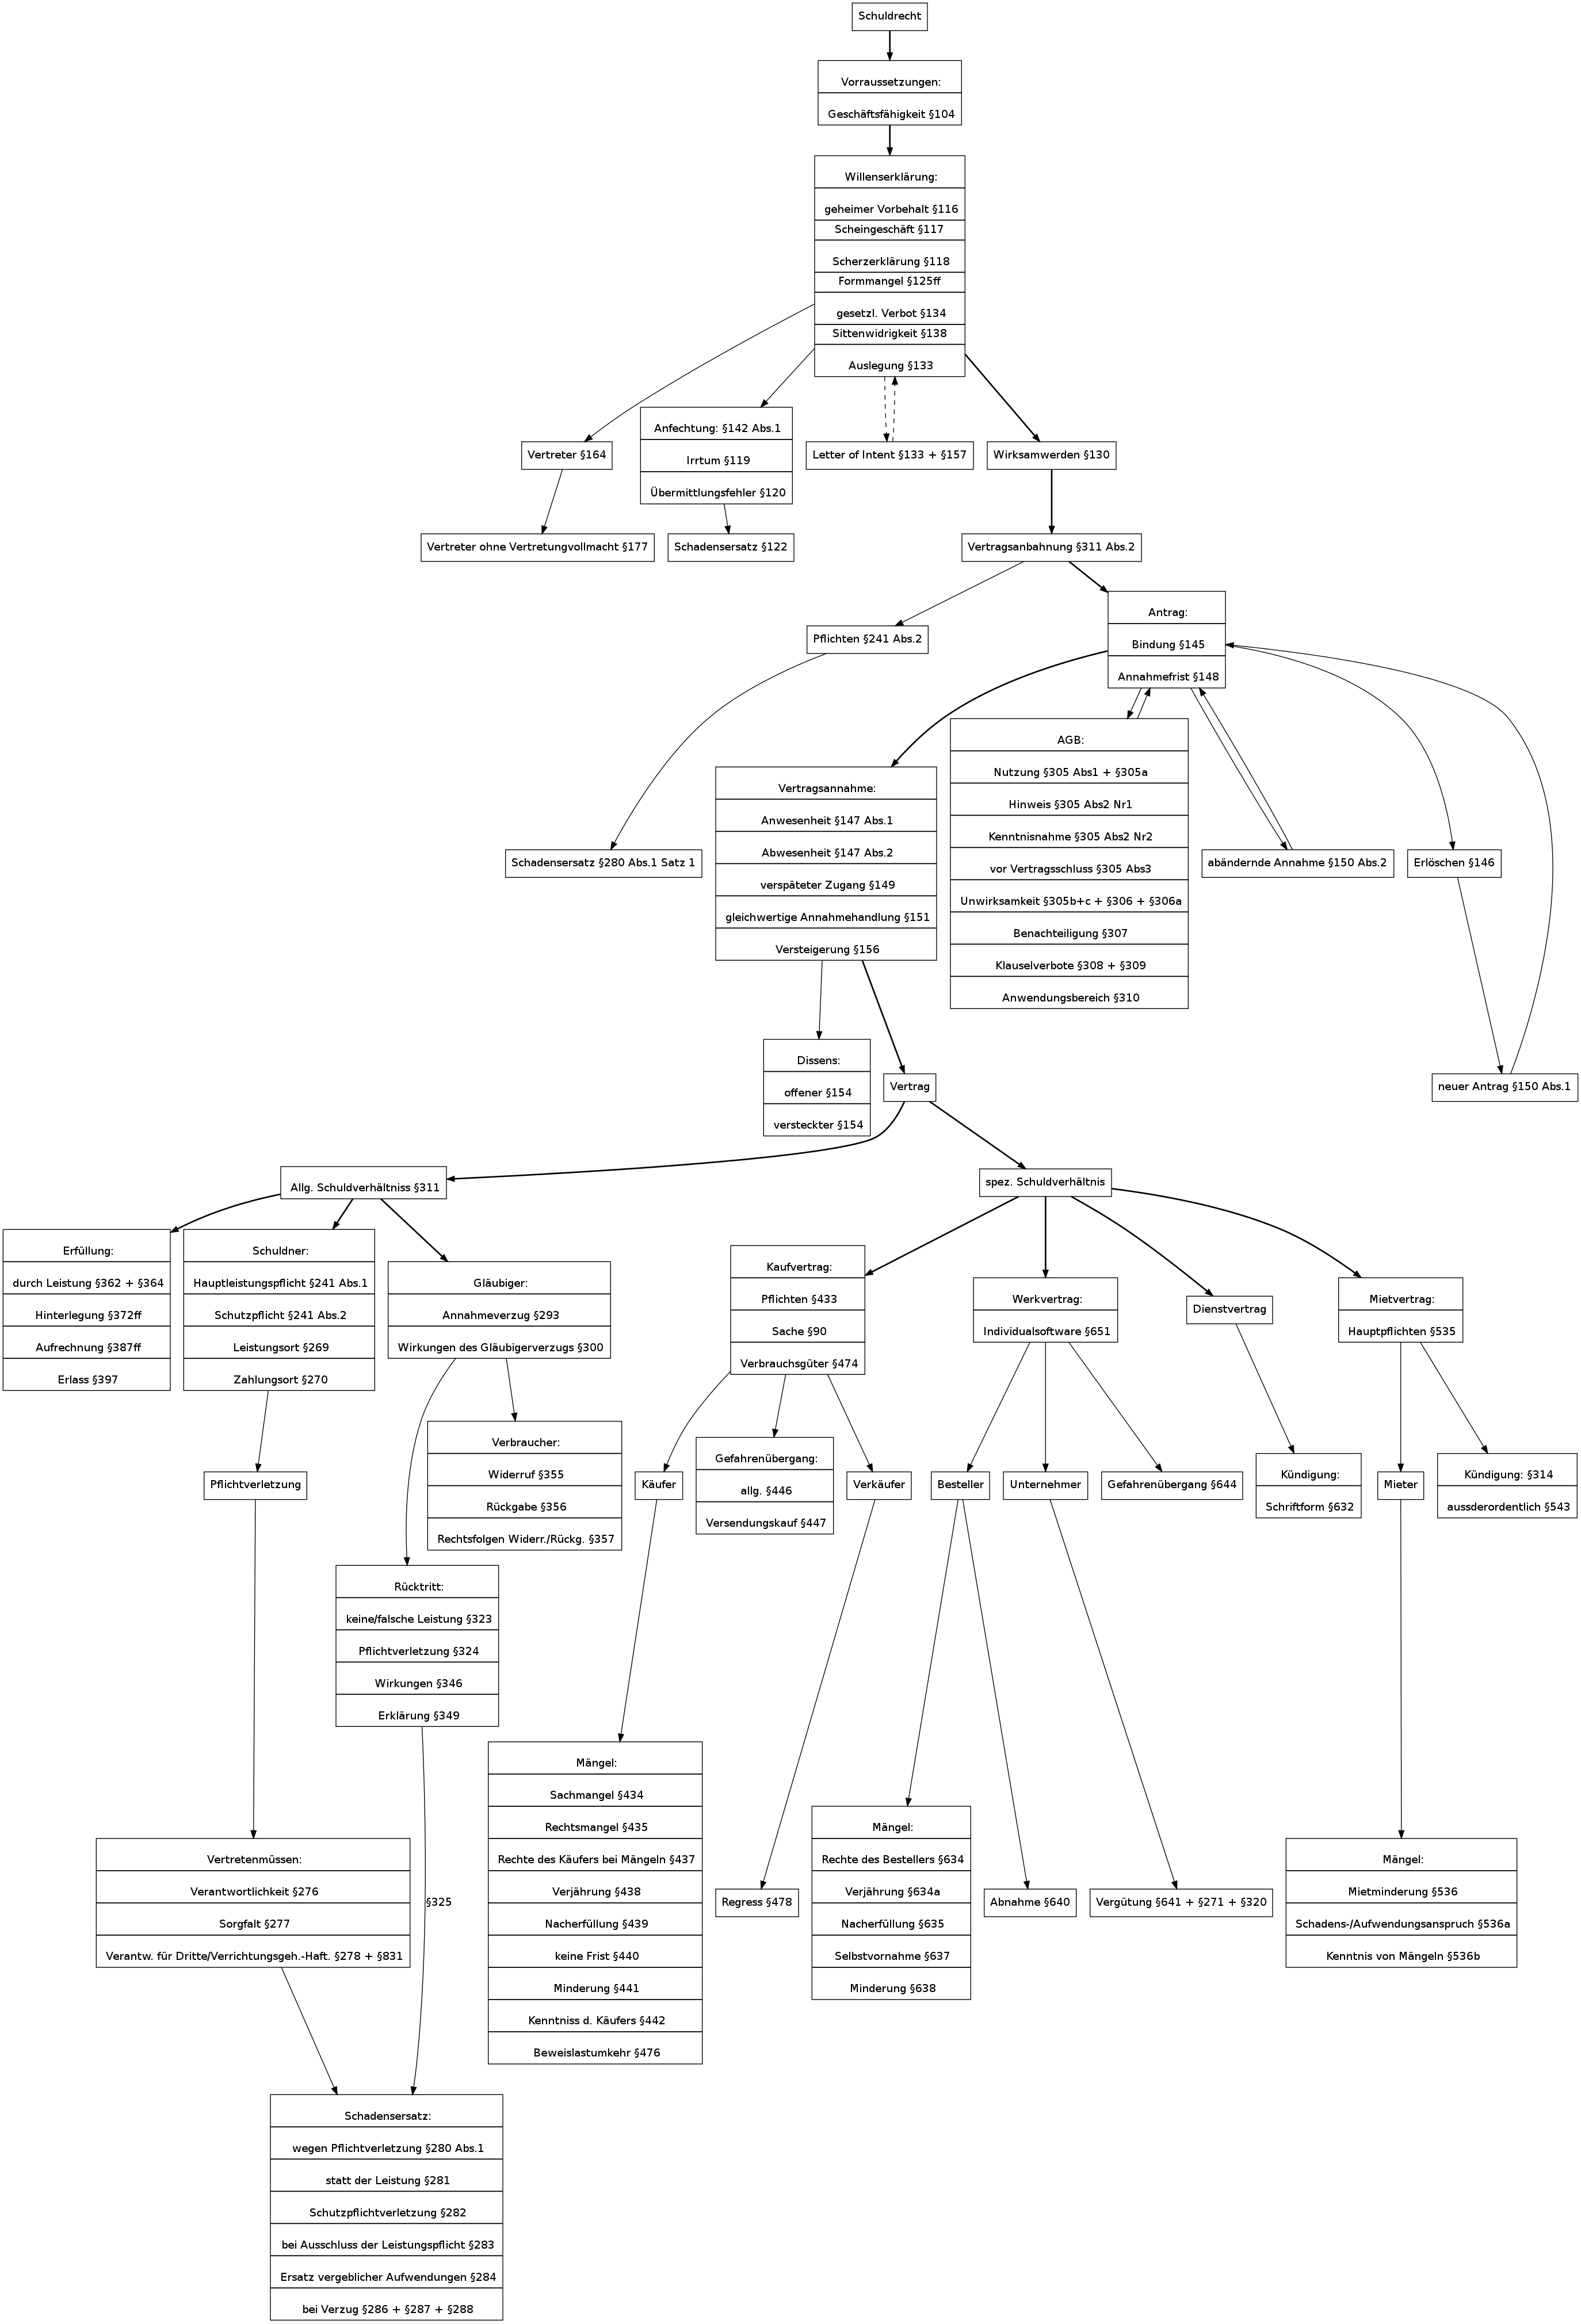 Schuldrecht
Vorraussetzungen:
Geschäftsfähigkeit §104
Willenserklärung:
geheimer Vorbehalt §116
Scheingeschäft §117
Scherzerklärung §118
Formmangel §125ff
gesetzl. Verbot §134
Sittenwidrigkeit §138
Auslegung §133
Vertreter §164
Anfechtung: §142 Abs.1
Irrtum §119
Übermittlungsfehler §120
Letter of Intent §133 + §157
Wirksamwerden §130
Vertreter ohne Vertretungvollmacht §177
Schadensersatz §122
Vertragsanbahnung §311 Abs.2
Pflichten §241 Abs.2
Antrag:
Bindung §145
Annahmefrist §148
Schadensersatz §280 Abs.1 Satz 1
Vertragsannahme:
Anwesenheit §147 Abs.1
Abwesenheit §147 Abs.2
verspäteter Zugang §149
gleichwertige Annahmehandlung §151
Versteigerung §156
AGB:
Nutzung §305 Abs1 + §305a
Hinweis §305 Abs2 Nr1
Kenntnisnahme §305 Abs2 Nr2
vor Vertragsschluss §305 Abs3
Unwirksamkeit §305b+c + §306 + §306a
Benachteiligung §307
Klauselverbote §308 + §309
Anwendungsbereich §310
abändernde Annahme §150 Abs.2
Erlöschen §146
Dissens:
offener §154
versteckter §154
Vertrag
neuer Antrag §150 Abs.1
Allg. Schuldverhältniss §311
spez. Schuldverhältnis
Erfüllung:
durch Leistung §362 + §364
Hinterlegung §372ff
Aufrechnung §387ff
Erlass §397
Schuldner:
Hauptleistungspflicht §241 Abs.1
Schutzpflicht §241 Abs.2
Leistungsort §269
Zahlungsort §270
Gläubiger:
Annahmeverzug §293
Wirkungen des Gläubigerverzugs §300
Kaufvertrag:
Pflichten §433
Sache §90
Verbrauchsgüter §474
Werkvertrag:
Individualsoftware §651
Dienstvertrag
Mietvertrag:
Hauptpflichten §535
Pflichtverletzung
Verbraucher:
Widerruf §355
Rückgabe §356
Rechtsfolgen Widerr./Rückg. §357
Käufer
Gefahrenübergang:
allg. §446
Versendungskauf §447
Verkäufer
Besteller
Unternehmer
Gefahrenübergang §644
Kündigung:
Schriftform §632
Mieter
Kündigung: §314
aussderordentlich §543
Rücktritt:
keine/falsche Leistung §323
Pflichtverletzung §324
Wirkungen §346
Erklärung §349
Vertretenmüssen:
Verantwortlichkeit §276
Sorgfalt §277
Verantw. für Dritte/Verrichtungsgeh.-Haft. §278 + §831
§325
Mängel:
Sachmangel §434
Rechtsmangel §435
Rechte des Käufers bei Mängeln §437
Verjährung §438
Nacherfüllung §439
keine Frist §440
Minderung §441
Kenntniss d. Käufers §442
Beweislastumkehr §476
Regress §478
Mängel:
Rechte des Bestellers §634
Verjährung §634a
Nacherfüllung §635
Selbstvornahme §637
Minderung §638
Abnahme §640
Vergütung §641 + §271 + §320
Mängel:
Mietminderung §536
Schadens-/Aufwendungsanspruch §536a
Kenntnis von Mängeln §536b
Schadensersatz:
wegen Pflichtverletzung §280 Abs.1
statt der Leistung §281
Schutzpflichtverletzung §282
bei Ausschluss der Leistungspflicht §283
Ersatz vergeblicher Aufwendungen §284
bei Verzug §286 + §287 + §288